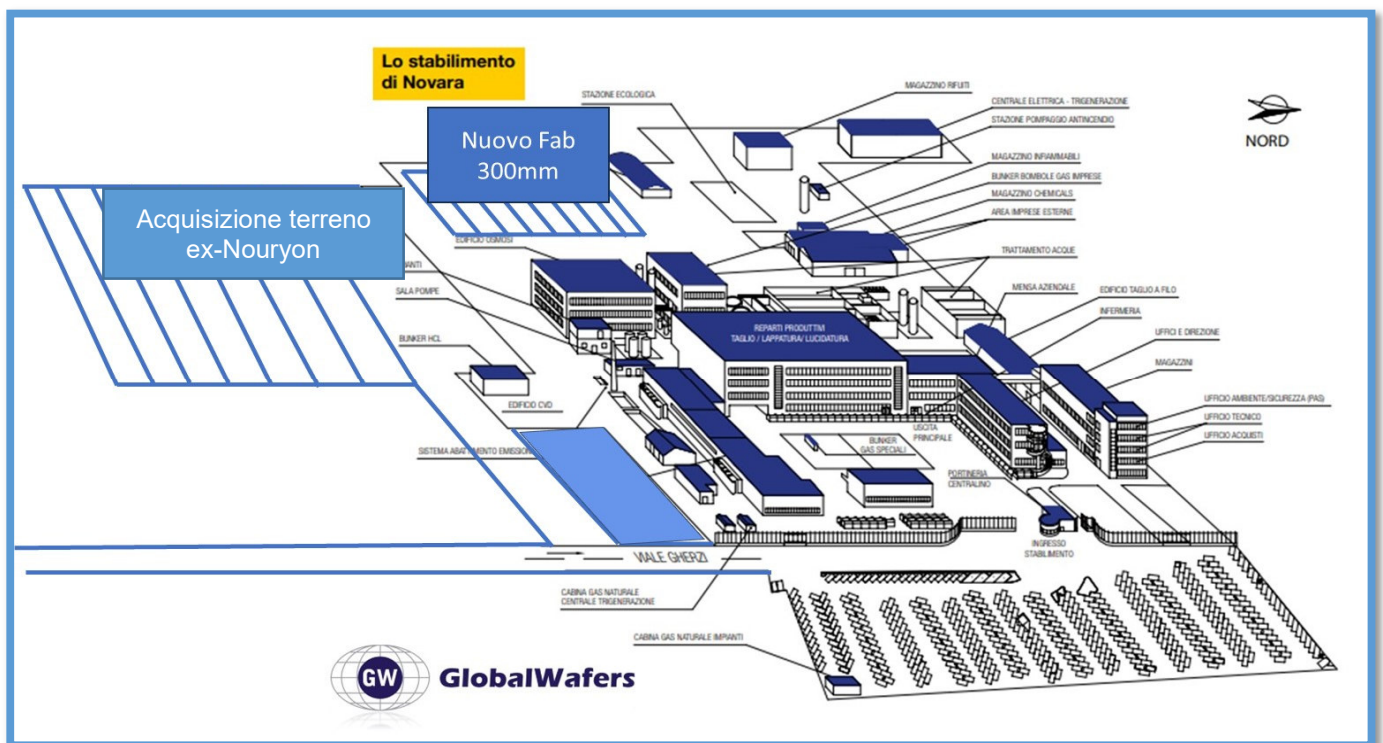 Lo stabilimento
di Novara
Nuovo Fab
300mm
Acquisizione terreno
ex-Nouryon
STAZIONE ECOLOGICA
MAGAZZINO RIFIUTI
CENTRALE ELETTRICA - TRIGENERAZIONE
STAZIONE POMPAGGIO ANTINCENDIO
NORD
MAGAZZINO INFIAMMABILI
BUNKER BOMBOLE GAS IMPRESE
MAGAZZINO CHEMICALS
AREA IMPRESE ESTERNE
EDIFICIO OSMOSI
TRATTAMENTO ACQUE
SALA POMPE
MENSA AZIENDALE
EDIFICIO TAGLIO A FILO
INFERMERIA
REPARTI PRODUTTIVI
TAGLIO / LAPPATURA/ LUCIDATURA
UFFICI E DIREZIONE
BUNKER HCL
MAGAZZINI
EDIFICIO CVD
UFFICIO AMBIENTE/SICUREZZA (PAS)
UFFICIO TECNICO
UFFICIO ACQUISTI
USCITA
PRINCIPALE
BUNKER
GAS SPECIALI
SISTEMA ABATTIMENTO EMISSION
PORTINERIA
CENTRALINO
INGRESSO
STABILIMENTO
VIALE GHERZI
CABINA GAS NATURALE
CENTRALE TRIGENERAZIONE
CABINA GAS NATURALE IMPIANTI
GW GlobalWafers